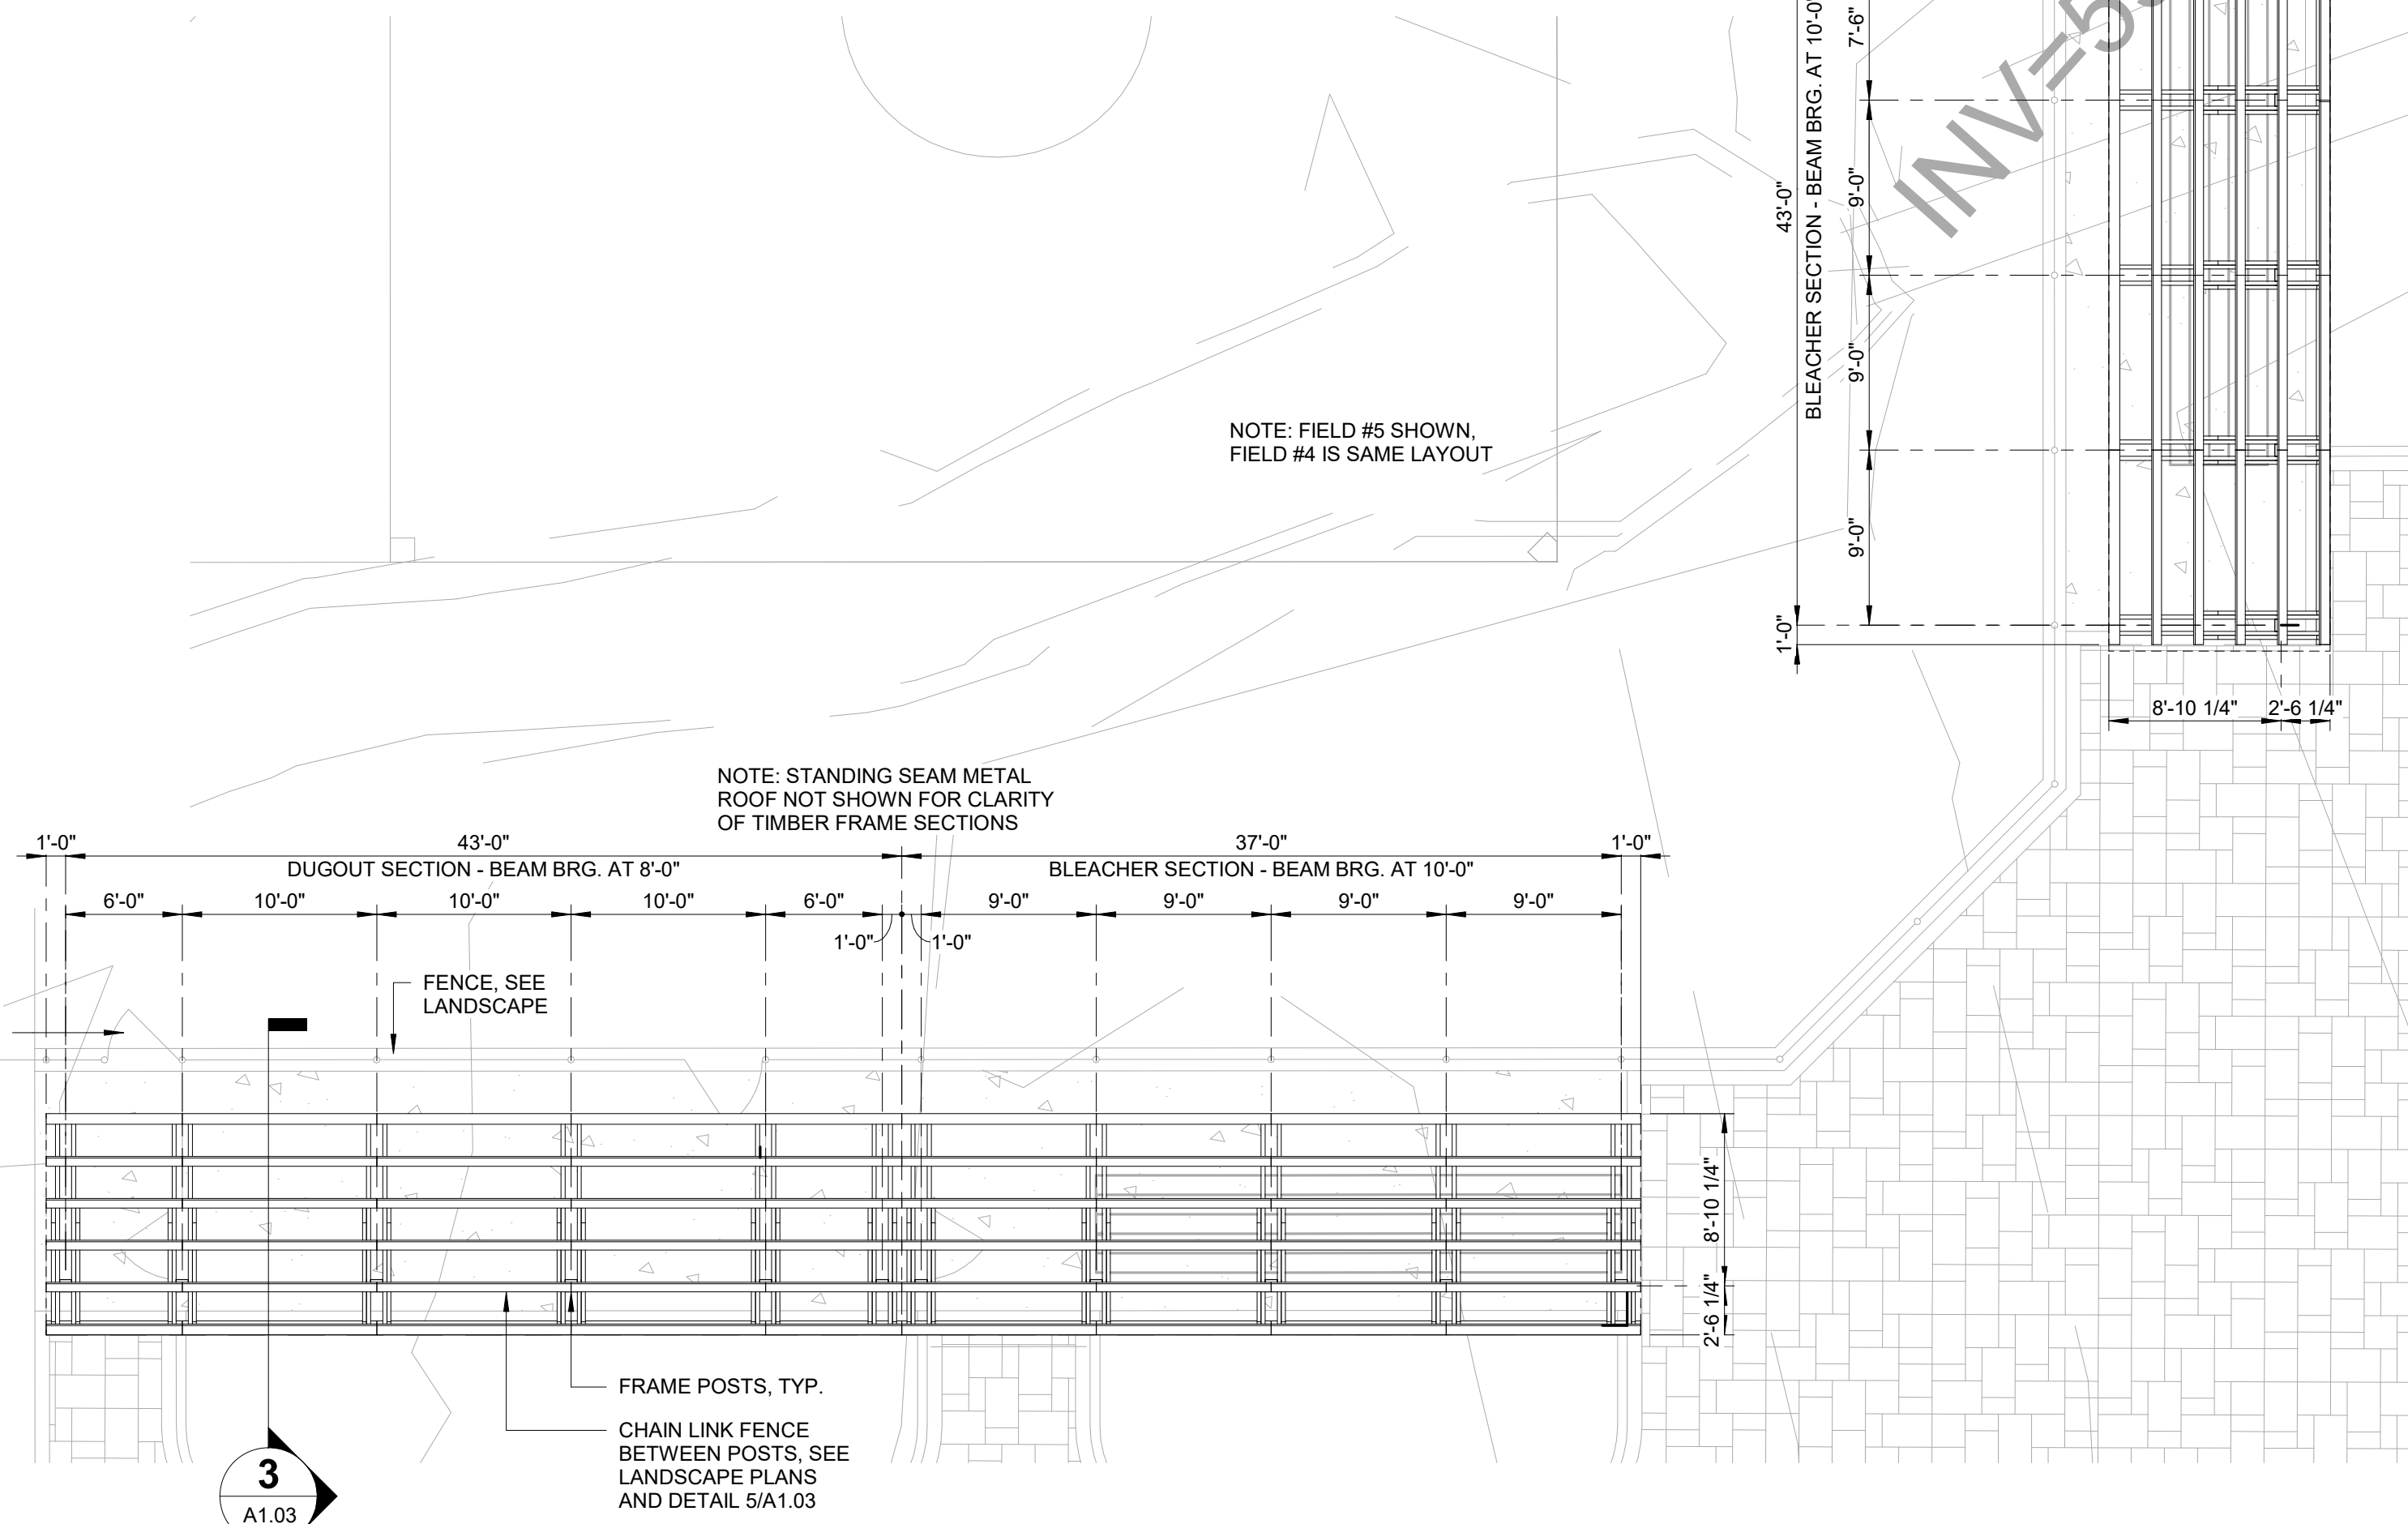 BLEACHER SECTION - BEAM BRG. AT 10'-0"
43'-0"
7'-6"
9'-0"
9'-0"
9'-0"
1'-0"
INV=5
8'-10 1/4"
2'-6 1/4"
NOTE: FIELD #5 SHOWN,
FIELD #4 IS SAME LAYOUT
NOTE: STANDING SEAM METAL
ROOF NOT SHOWN FOR CLARITY
OF TIMBER FRAME SECTIONS
1'-0"
43'-0"
37'-0"
1'-0"
DUGOUT SECTION - BEAM BRG. AT 8'-0"
BLEACHER SECTION - BEAM BRG. AT 10'-0"
6'-0"
10'-0"
10'-0"
10'-0"
6'-0"
9'-0"
9'-0"
9'-0"
9'-0"
1'-0"
1'-0"
FENCE, SEE
LANDSCAPE
8'-10 1/4"
2'-6 1/4"
FRAME POSTS, TYP.
CHAIN LINK FENCE
BETWEEN POSTS, SEE
LANDSCAPE PLANS
AND DETAIL 5/A1.03
3
A1.03